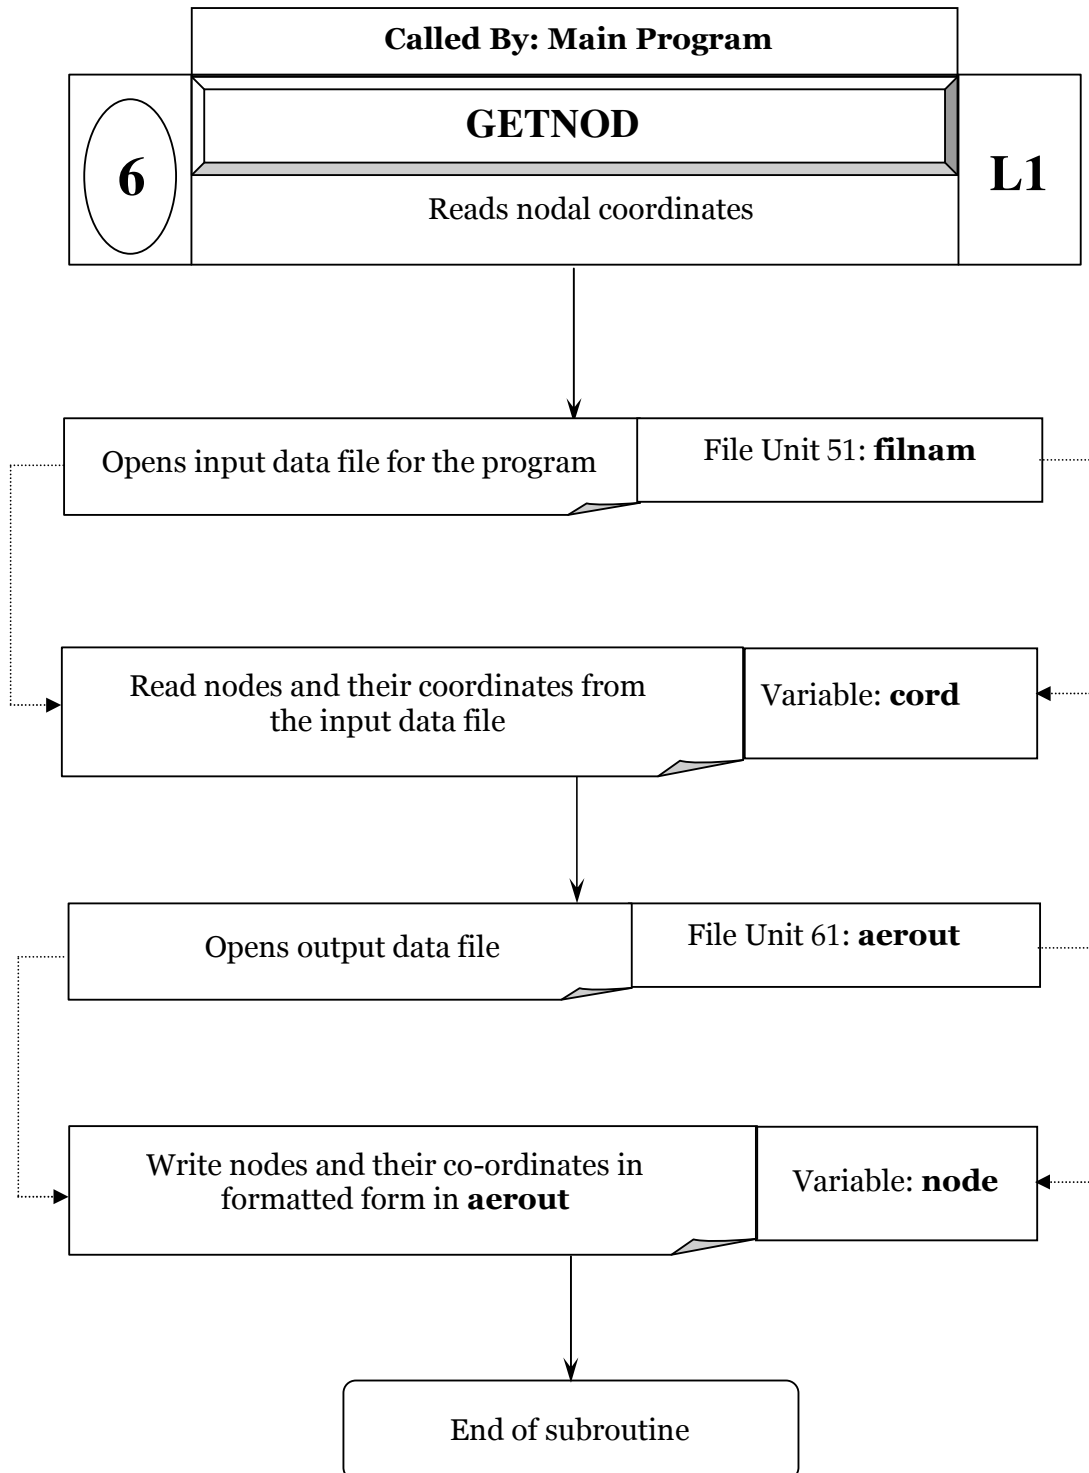 Called By: Main Program
GETNOD
6
L1
Reads nodal coordinates
Opens input data file for the program
File Unit 51: filnam
Read nodes and their coordinates from
the input data file
Variable: cord
Opens output data file
File Unit 61: aerout
Write nodes and their co-ordinates in
formatted form in aerout
Variable: node
End of subroutine